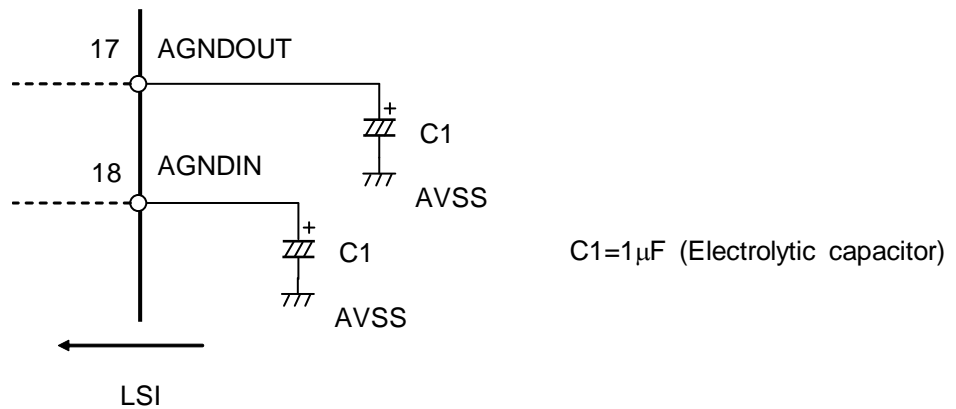 17 AGNDOUT
+
C1
AVSS
18 AGNDIN
+
C1
AVSS
C1=1μF (Electrolytic capacitor)
LSI